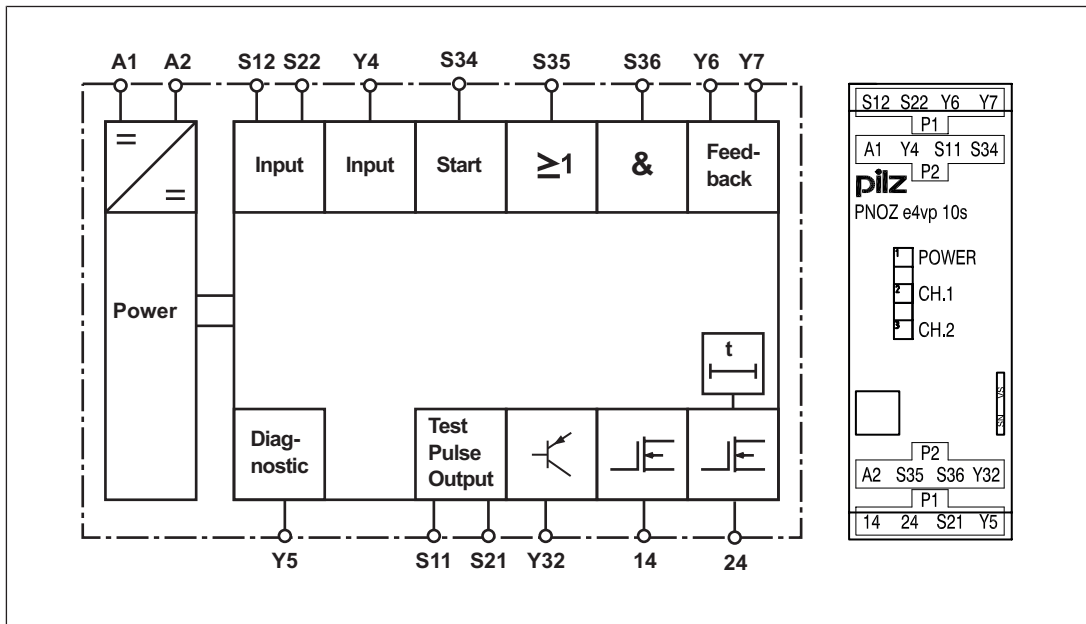 A1 A2 S12 S22 Y4 S34 S35 S36 Y6 Y7
= =
Input Input Start ≥1 & Feed-
back
Power
t
Diag-
nostic
Test
Pulse
Output
Y5 S11 S21 Y32 14 24
S12 S22 Y6 Y7
P1
A1 Y4 S11 S34
P2
pilz
PNOZ e4vp 10s
1 POWER
2 CH.1
3 CH.2
SN VS
P2
A2 S35 S36 Y32
P1
14 24 S21 Y5